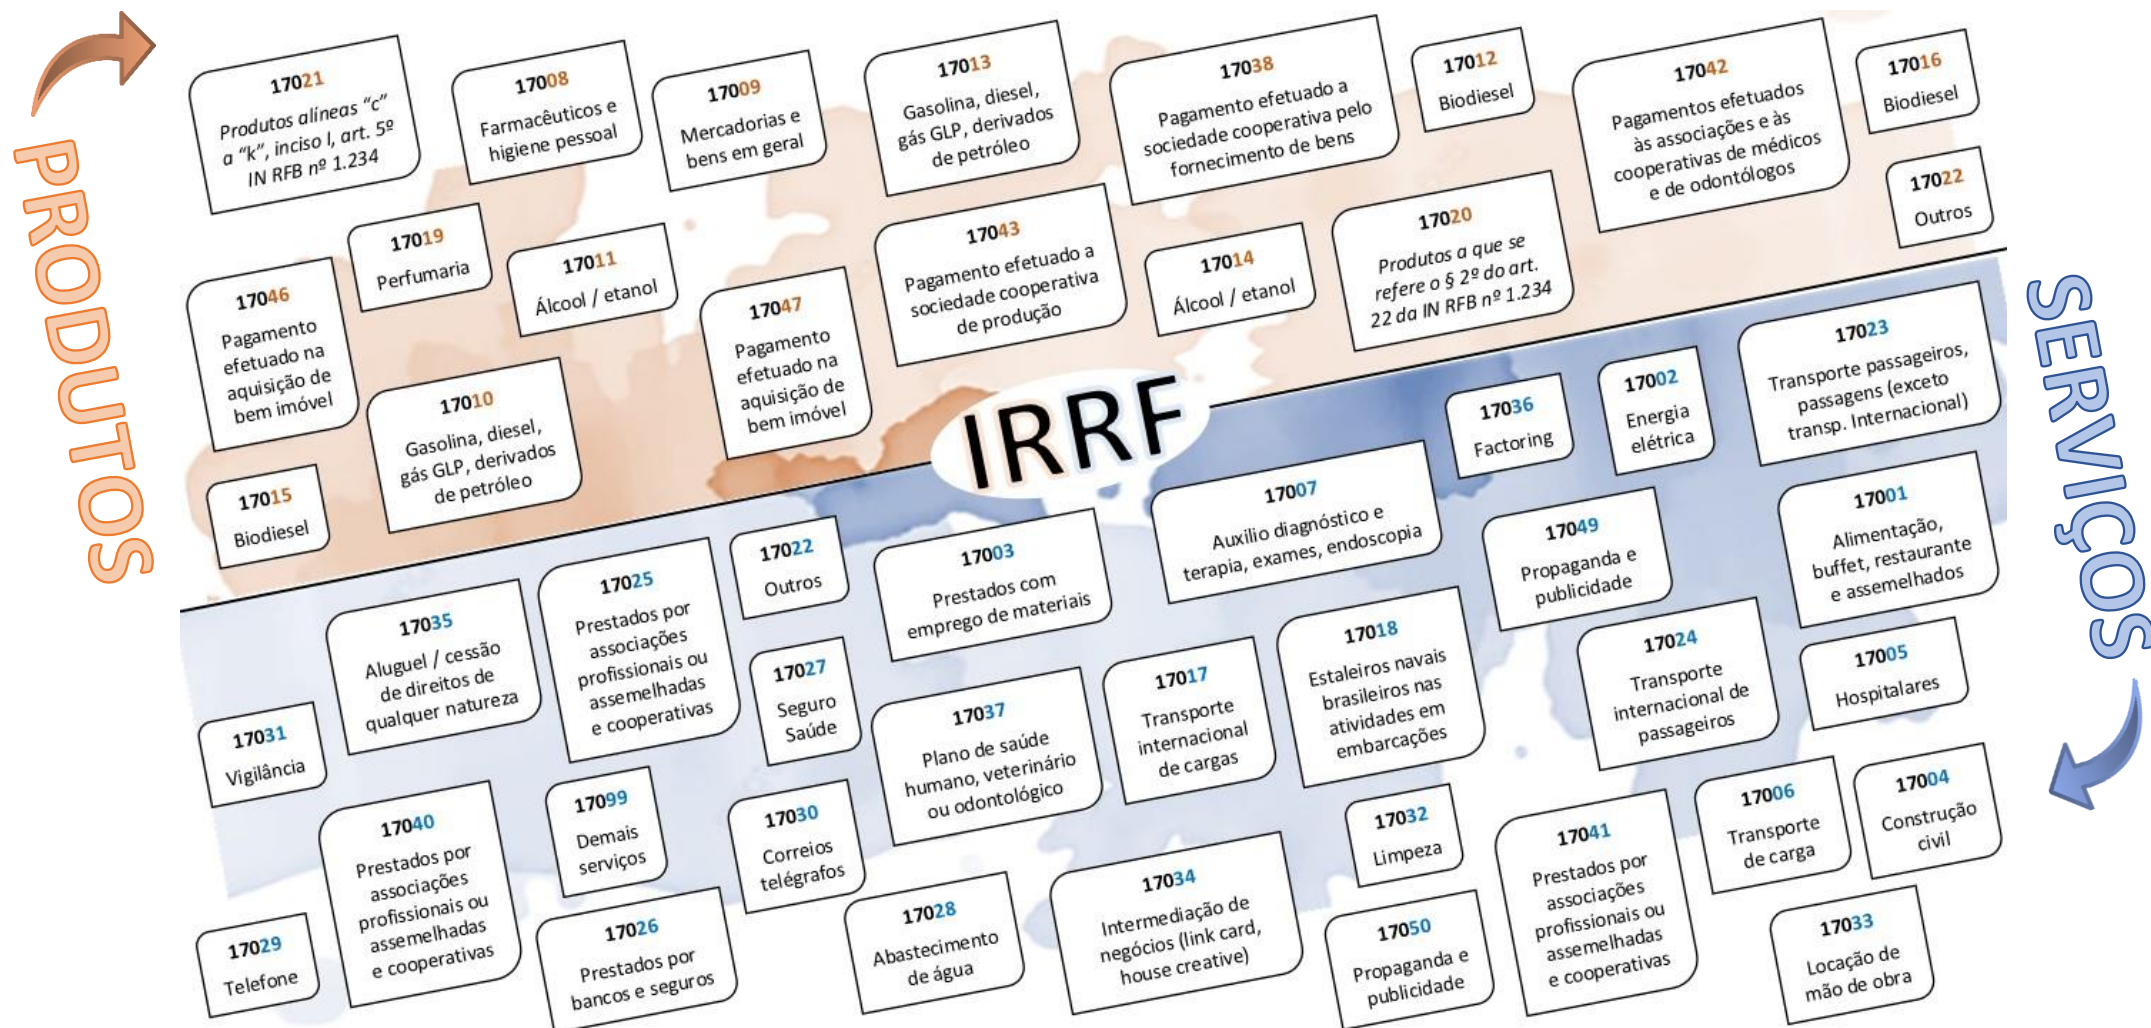 PRODUTOS
17021
Produtos alíneas “c”
a “k”, inciso I, art. 5º
IN RFB nº 1.234
17008
Farmacêuticos e
higiene pessoal
17009
Mercadorias e
bens em geral
17013
Gasolina, diesel,
gás GLP, derivados
de petróleo
17038
Pagamento efetuado a
sociedade cooperativa pelo
fornecimento de bens
17012
Biodiesel
17042
Pagamentos efetuados
às associações e às
cooperativas de médicos
e de odontólogos
17016
Biodiesel
17022
Outros
17046
Pagamento
efetuado na
aquisição de
bem imóvel
17019
Perfumaria
17011
Álcool / etanol
17047
Pagamento
efetuado na
aquisição de
bem imóvel
17043
Pagamento efetuado a
sociedade cooperativa
de produção
17014
Álcool / etanol
17020
Produtos a que se
refere o § 2º do art.
22 da IN RFB nº 1.234
17015
Biodiesel
17010
Gasolina, diesel,
gás GLP, derivados
de petróleo
IRRF
SERVIÇOS
17036
Factoring
17002
Energia
elétrica
17023
Transporte passageiros,
passagens (exceto
transp. Internacional)
17035
Aluguel / cessão
de direitos de
qualquer natureza
17025
Prestados por
associações
profissionais ou
assemelhadas
e cooperativas
17022
Outros
17003
Prestados com
emprego de materiais
17007
Auxilio diagnóstico e
terapia, exames, endoscopia
17049
Propaganda e
publicidade
17001
Alimentação,
buffet, restaurante
e assemelhados
17031
Vigilância
17027
Seguro
Saúde
17037
Plano de saúde
humano, veterinário
ou odontológico
17017
Transporte
internacional
de cargas
17018
Estaleiros navais
brasileiros nas
atividades em
embarcações
17024
Transporte
internacional de
passageiros
17005
Hospitalares
17040
Prestados por
associações
profissionais ou
assemelhadas
e cooperativas
17099
Demais
serviços
17030
Correios
telégrafos
17032
Limpeza
17041
Prestados por
associações
profissionais ou
assemelhadas
e cooperativas
17006
Transporte
de carga
17004
Construção
civil
17029
Telefone
17026
Prestados por
bancos e seguros
17028
Abastecimento
de água
17034
Intermediação de
negócios (link card,
house creative)
17050
Propaganda e
publicidade
17033
Locação de
mão de obra